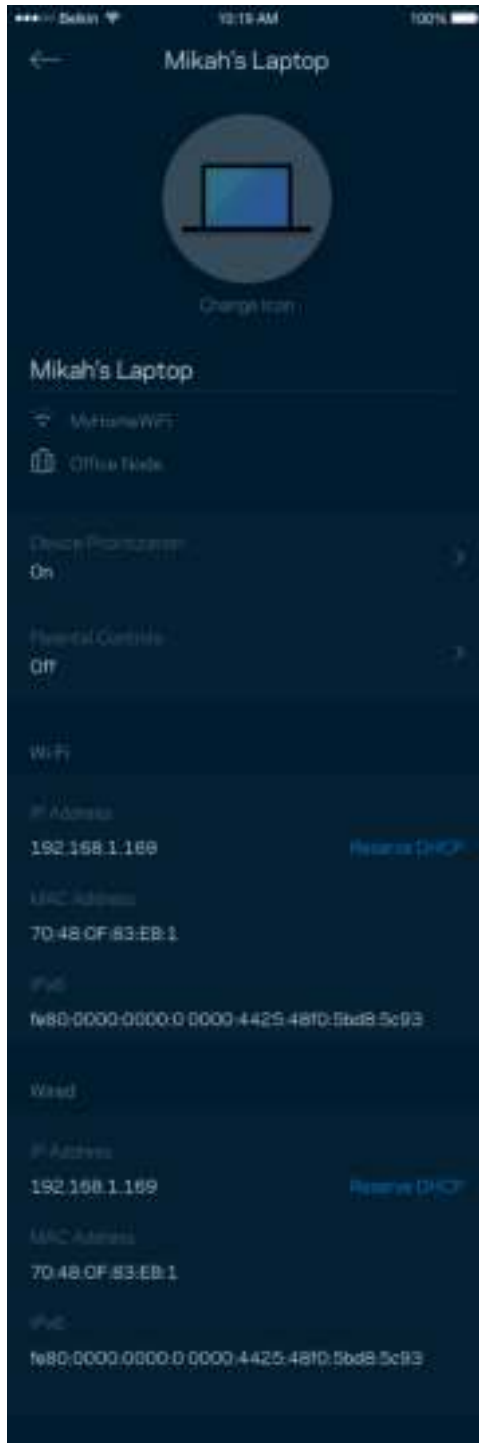 Belkin 10:19 AM 100%
Mikah's Laptop
Change Icon
Mikah's Laptop
MyHomeWiFi
Office Node
Device Prioritization
On
Parental Controls
Off
Wi-Fi
IP Address
192.168.1.169 Reserve DHCP
MAC Address
70:48:0F:83:EB:1
IPv6
fe80:0000:0000:0 0000:4425:48f0:5bd8:5c93
Wired
IP Address
192.168.1.169 Reserve DHCP
MAC Address
70:48:0F:83:EB:1
IPv6
fe80:0000:0000:0 0000:4425:48f0:5bd8:5c93